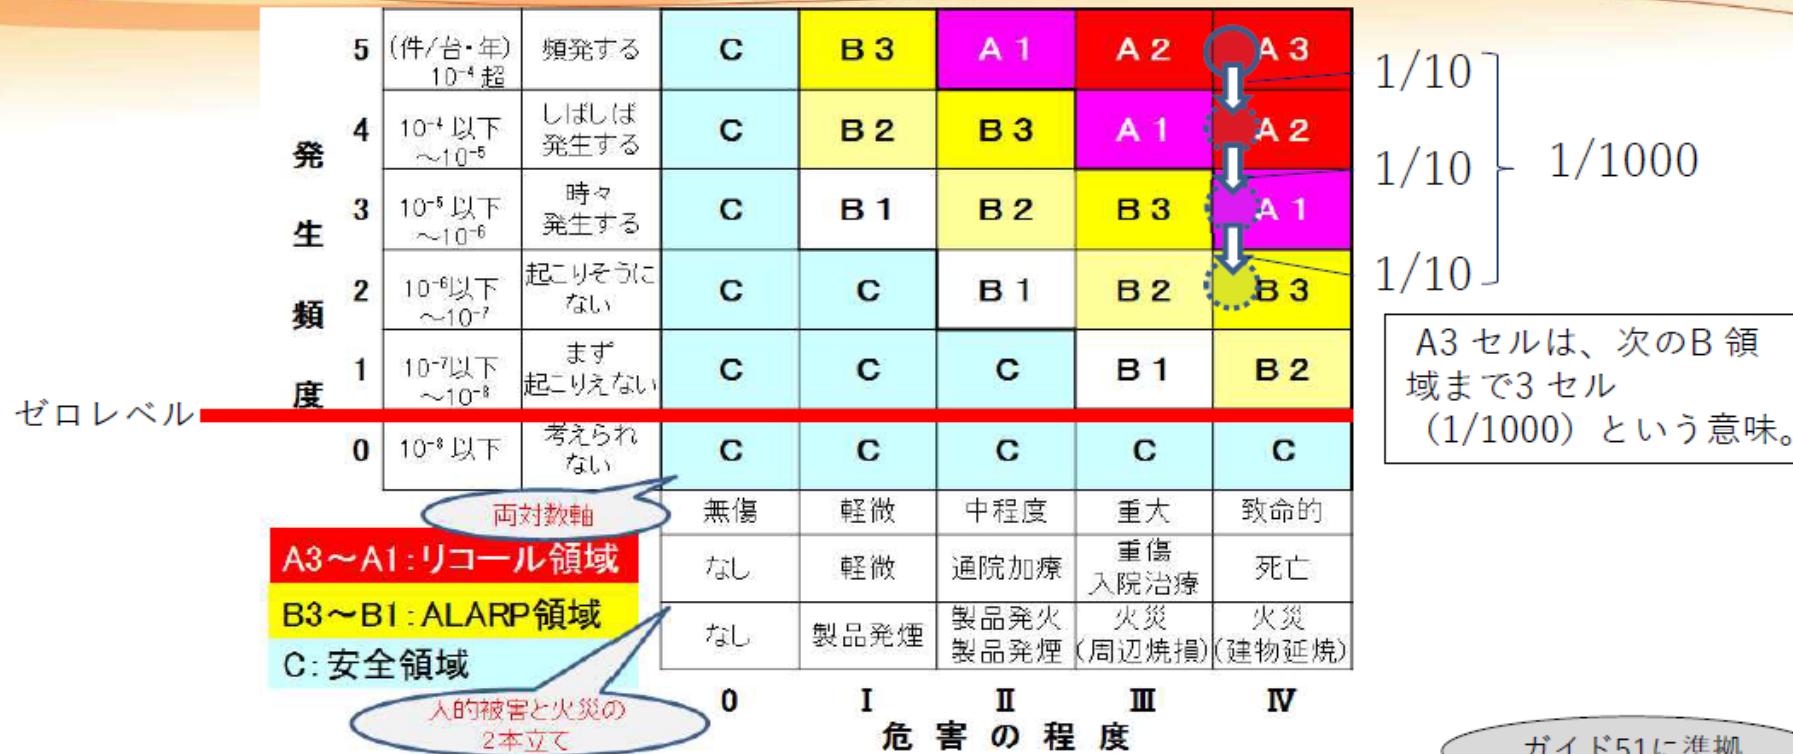 5 (件/台・年) 10⁻⁴超 頻発する C B3 A1 A2 A3
4 10⁻⁴以下 ～10⁻⁵ しばしば 発生する C B2 B3 A1 A2
3 10⁻⁵以下 ～10⁻⁶ 時々 発生する C B1 B2 B3 A1
2 10⁻⁶以下 ～10⁻⁷ 起こりそうに ない C C B1 B2 B3
1 10⁻⁷以下 ～10⁻⁸ まず 起こりえない C C C B1 B2
0 10⁻⁸以下 考えられ ない C C C C C
発生頻度
ゼロレベル
無傷 軽微 中程度 重大 致命的
なし 軽微 通院加療 重傷 入院治療 死亡
なし 製品発煙 製品発火 製品発煙 火災 (周辺焼損) 火災 (建物延焼)
0 Ⅰ Ⅱ Ⅲ Ⅳ
危害の程度
両対数軸
A3～A1:リコール領域
B3～B1:ALARP領域
C:安全領域
人的被害と火災の
2本立て
1/10
1/10
1/10
1/1000
A3 セルは、次のB 領
域まで3 セル
（1/1000）という意味。
ガイド51に準拠